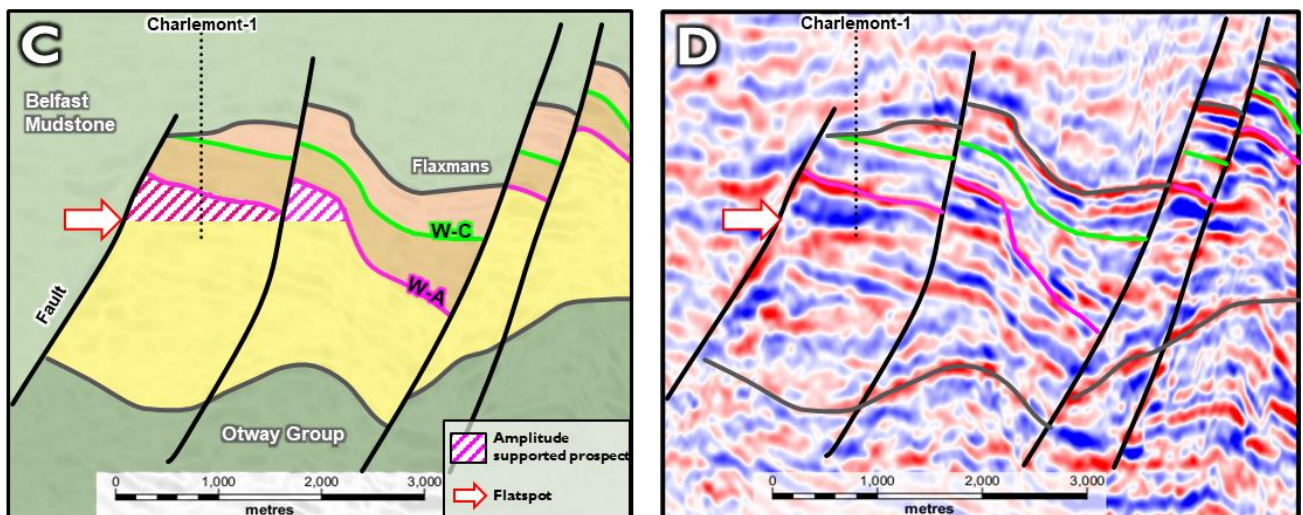 C
Charlemont-1
Belfast
Mudstone
Flaxmans
W-C
W-A
Fault
Otway Group
Amplitude
supported prospect
Flatspot
0 1,000 2,000 3,000
metres
D
Charlemont-1
0 1,000 2,000 3,000
metres